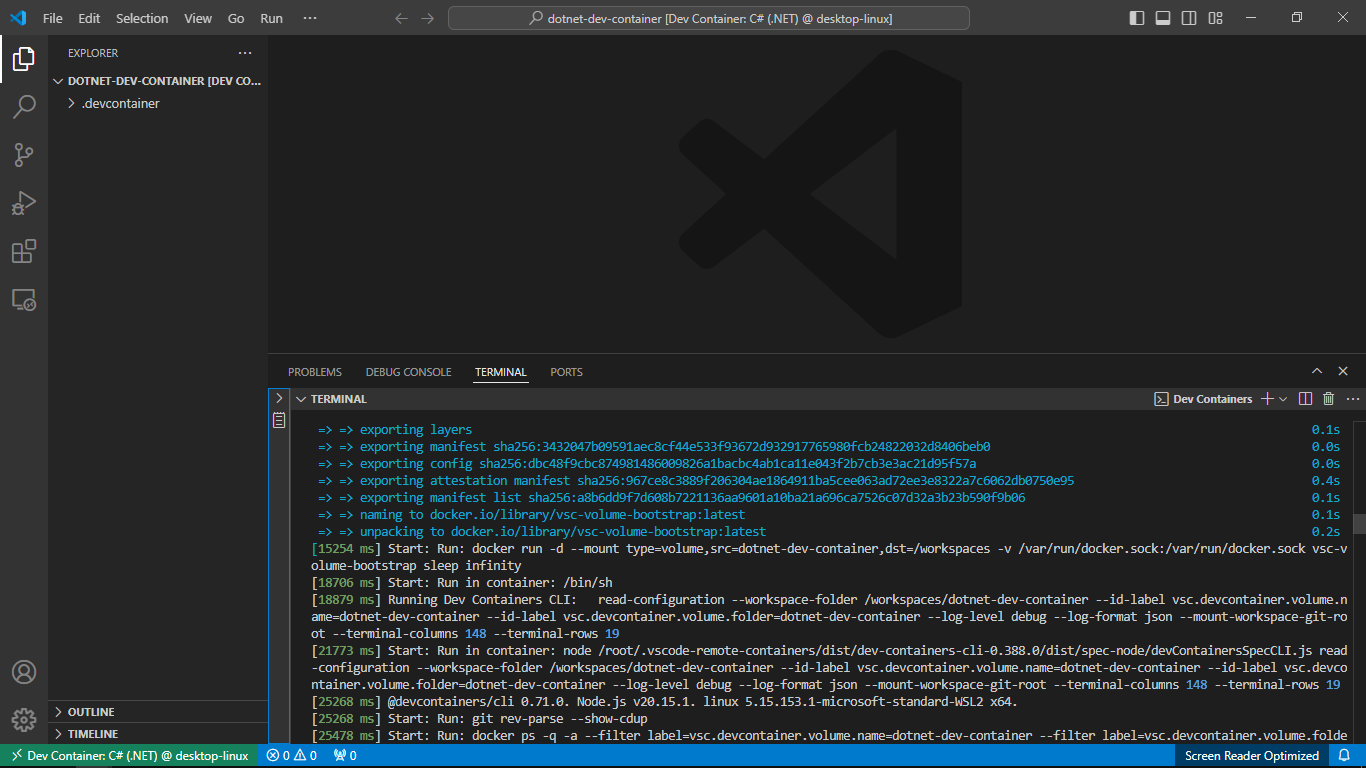 File Edit Selection View Go Run ···
dotnet-dev-container [Dev Container: C# (.NET) @ desktop-linux]
EXPLORER
DOTNET-DEV-CONTAINER [DEV CO...
.devcontainer
OUTLINE
TIMELINE
PROBLEMS DEBUG CONSOLE TERMINAL PORTS
TERMINAL
Dev Containers
=> => exporting layers 0.1s
=> => exporting manifest sha256:3432047b09591aec8cf44e533f93672d932917765980fcb24822032d8406beb0 0.0s
=> => exporting config sha256:dbc48f9cbc874981486009826a1bacbc4ab1ca11e043f2b7cb3e3ac21d95f57a 0.0s
=> => exporting attestation manifest sha256:967ce8c3889f206304ae1864911ba5cee063ad72ee3e8322a7c6062db0750e95 0.4s
=> => exporting manifest list sha256:a8b6dd9f7d608b7221136aa9601a10ba21a696ca7526c07d32a3b23b590f9b06 0.1s
=> => naming to docker.io/library/vsc-volume-bootstrap:latest 0.1s
=> => unpacking to docker.io/library/vsc-volume-bootstrap:latest 0.2s
[15254 ms] Start: Run: docker run -d --mount type=volume,src=dotnet-dev-container,dst=/workspaces -v /var/run/docker.sock:/var/run/docker.sock vsc-v
olume-bootstrap sleep infinity
[18706 ms] Start: Run in container: /bin/sh
[18879 ms] Running Dev Containers CLI:   read-configuration --workspace-folder /workspaces/dotnet-dev-container --id-label vsc.devcontainer.volume.n
ame=dotnet-dev-container --id-label vsc.devcontainer.volume.folder=dotnet-dev-container --log-level debug --log-format json --mount-workspace-git-ro
ot --terminal-columns 148 --terminal-rows 19
[21773 ms] Start: Run in container: node /root/.vscode-remote-containers/dist/dev-containers-cli-0.388.0/dist/spec-node/devContainersSpecCLI.js read
-configuration --workspace-folder /workspaces/dotnet-dev-container --id-label vsc.devcontainer.volume.name=dotnet-dev-container --id-label vsc.devco
ntainer.volume.folder=dotnet-dev-container --log-level debug --log-format json --mount-workspace-git-root --terminal-columns 148 --terminal-rows 19
[25268 ms] @devcontainers/cli 0.71.0. Node.js v20.15.1. linux 5.15.153.1-microsoft-standard-WSL2 x64.
[25268 ms] Start: Run: git rev-parse --show-cdup
[25478 ms] Start: Run: docker ps -q -a --filter label=vsc.devcontainer.volume.name=dotnet-dev-container --filter label=vsc.devcontainer.volume.folde
Dev Container: C# (.NET) @ desktop-linux 0 0 0 Screen Reader Optimized